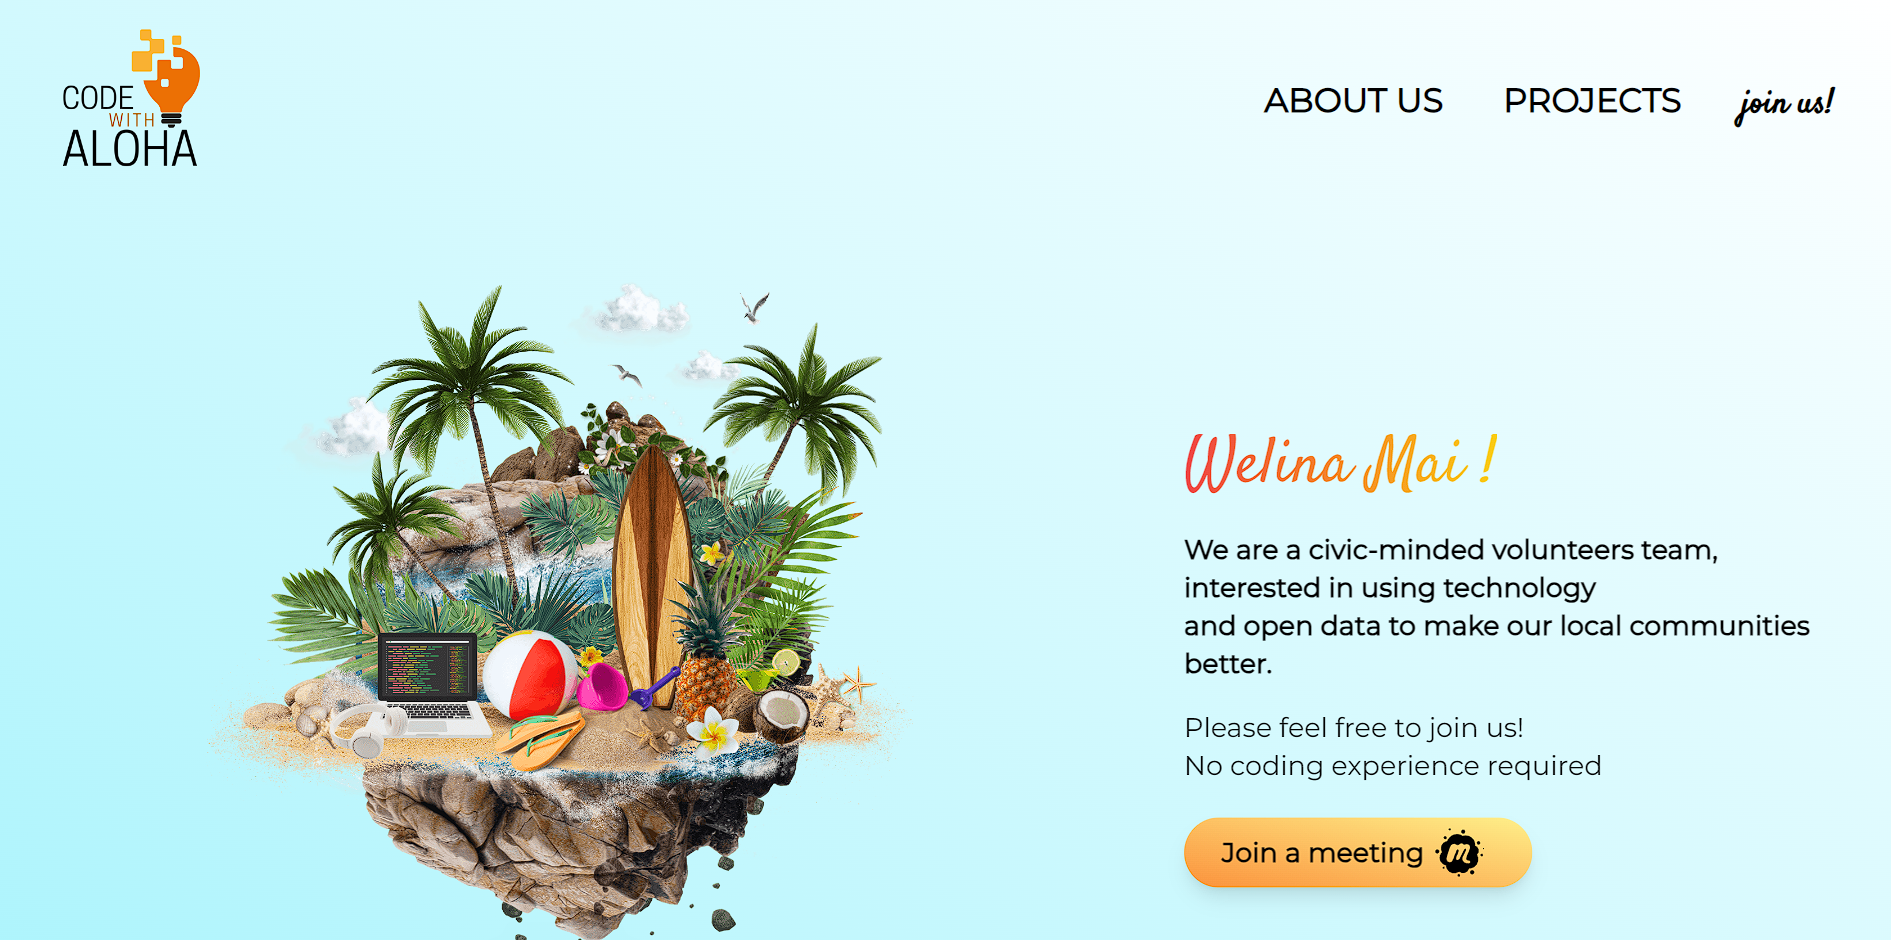 CODE
WITH
ALOHA
ABOUT US
PROJECTS
join us!
Welina Mai !
We are a civic-minded volunteers team,
interested in using technology
and open data to make our local communities
better.
Please feel free to join us!
No coding experience required
Join a meeting
m